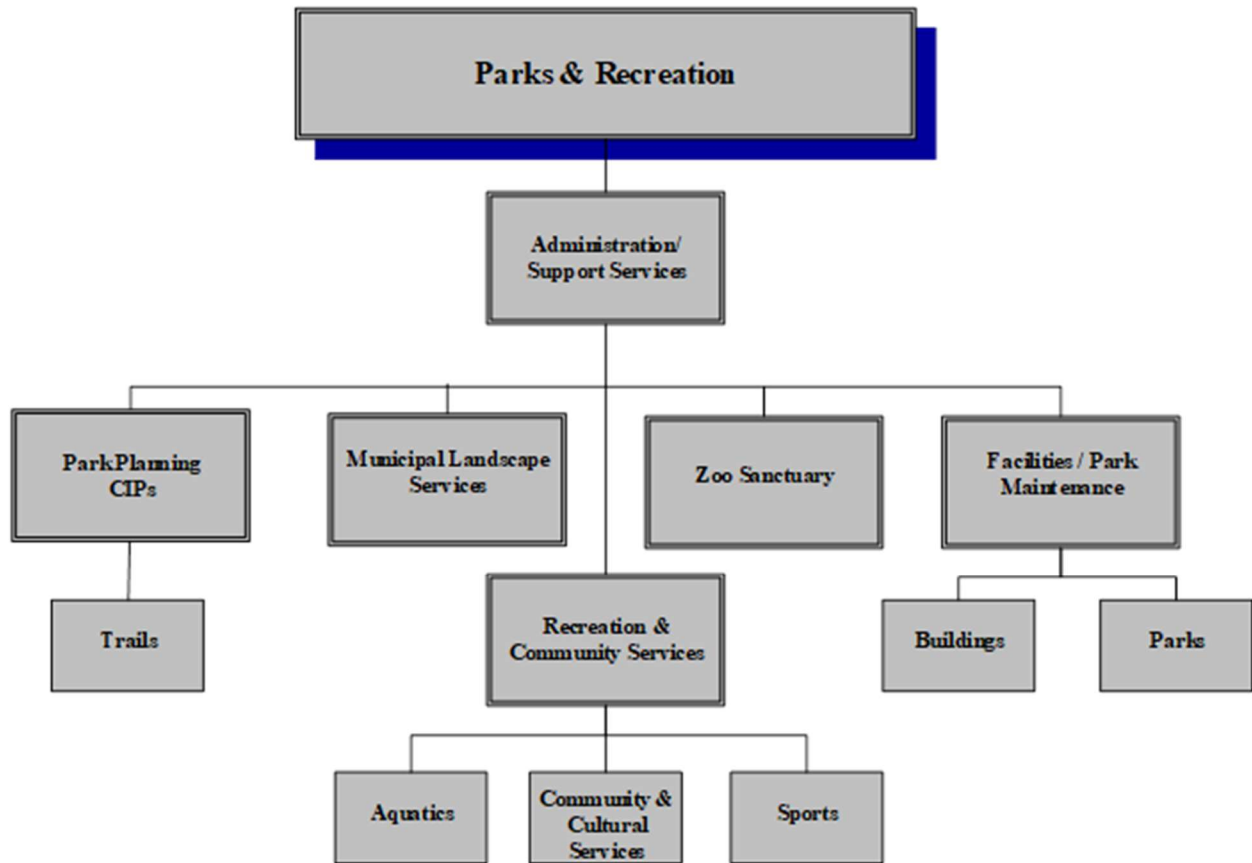 Parks & Recreation
Administration/
Support Services
Park Planning
CIPs
Municipal Landscape
Services
Zoo Sanctuary
Facilities / Park
Maintenance
Trails
Recreation &
Community Services
Buildings
Parks
Aquatics
Community &
Cultural
Services
Sports